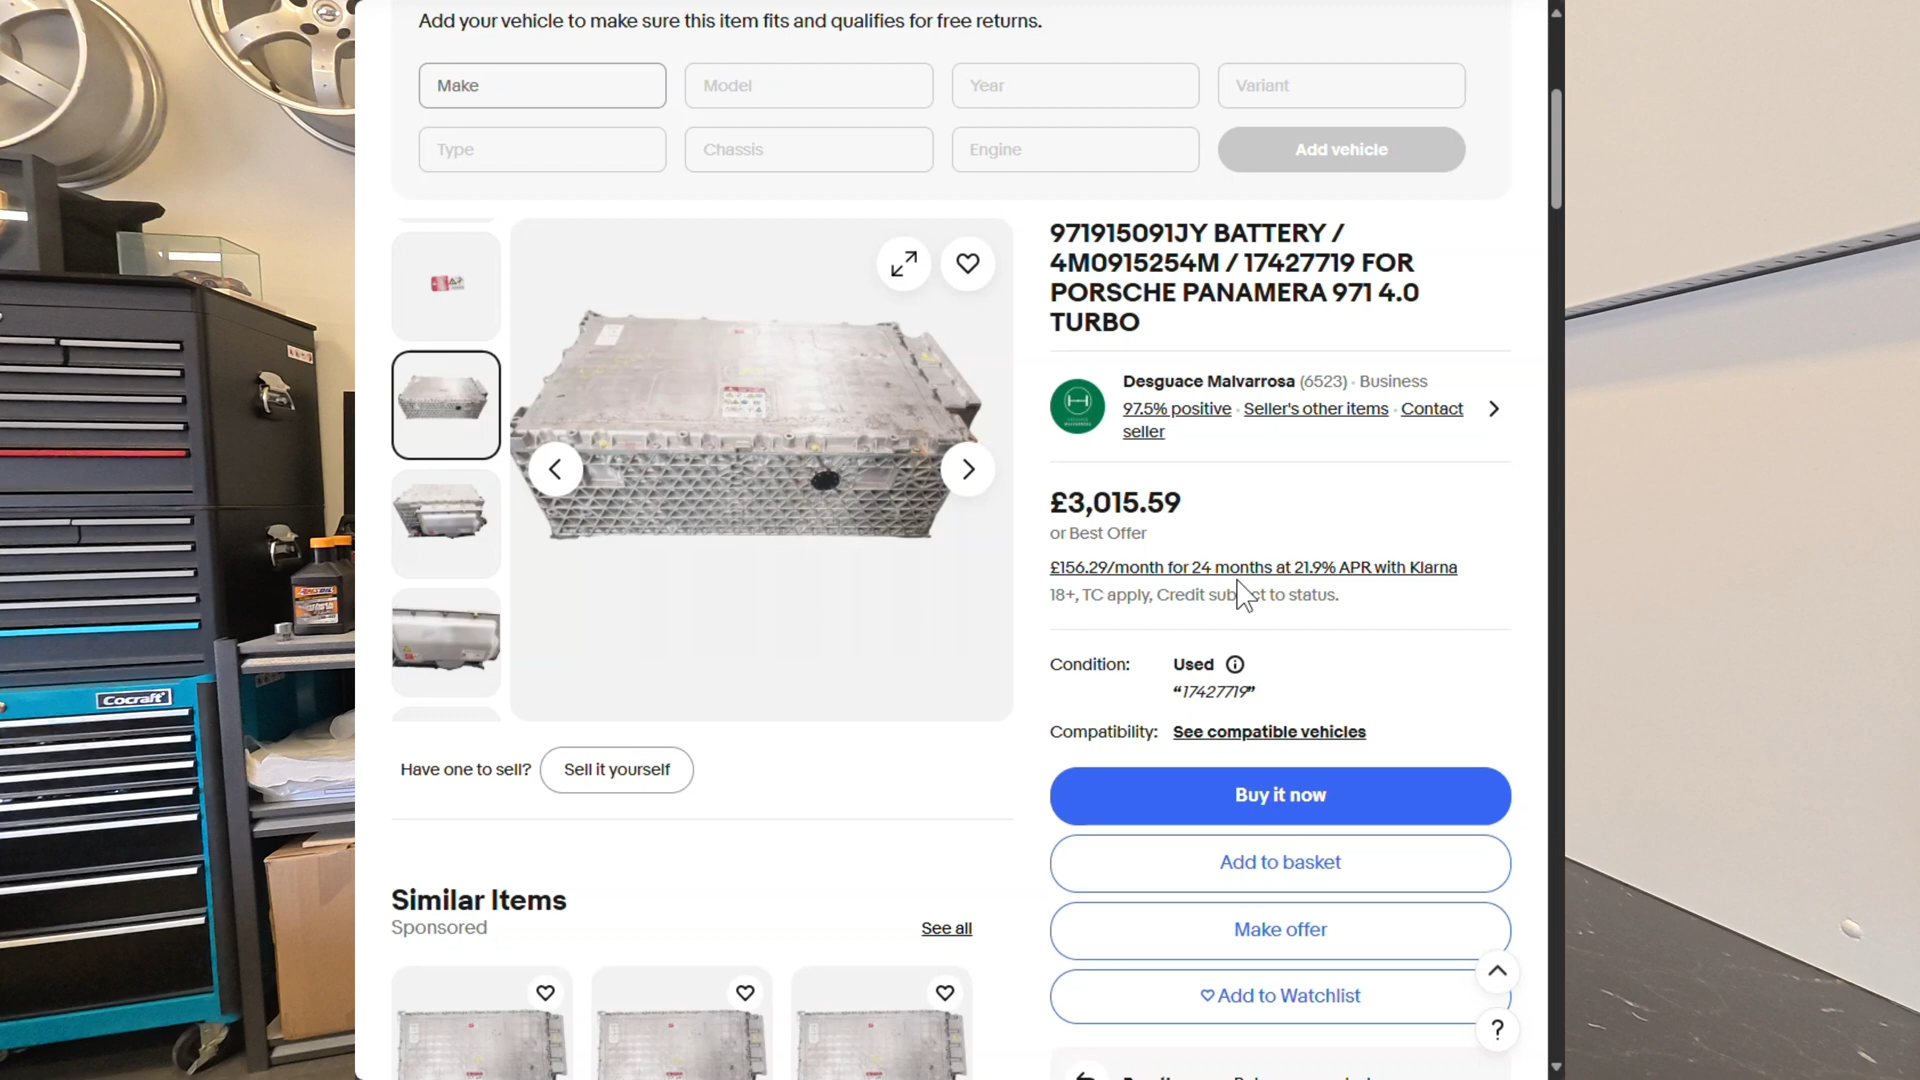 Add your vehicle to make sure this item fits and qualifies for free returns.
Make
Model
Year
Variant
Type
Chassis
Engine
Add vehicle
971915091JY BATTERY /
4M0915254M / 17427719 FOR
PORSCHE PANAMERA 971 4.0
TURBO
Desguace Malvarrosa (6523) · Business
97.5% positive · Seller's other items · Contact
seller
£3,015.59
or Best Offer
£156.29/month for 24 months at 21.9% APR with Klarna
18+, TC apply, Credit subject to status.
Condition: Used
“17427719”
Compatibility: See compatible vehicles
Buy it now
Add to basket
Make offer
Add to Watchlist
?
Have one to sell? Sell it yourself
Similar Items
Sponsored
See all
Cocraft